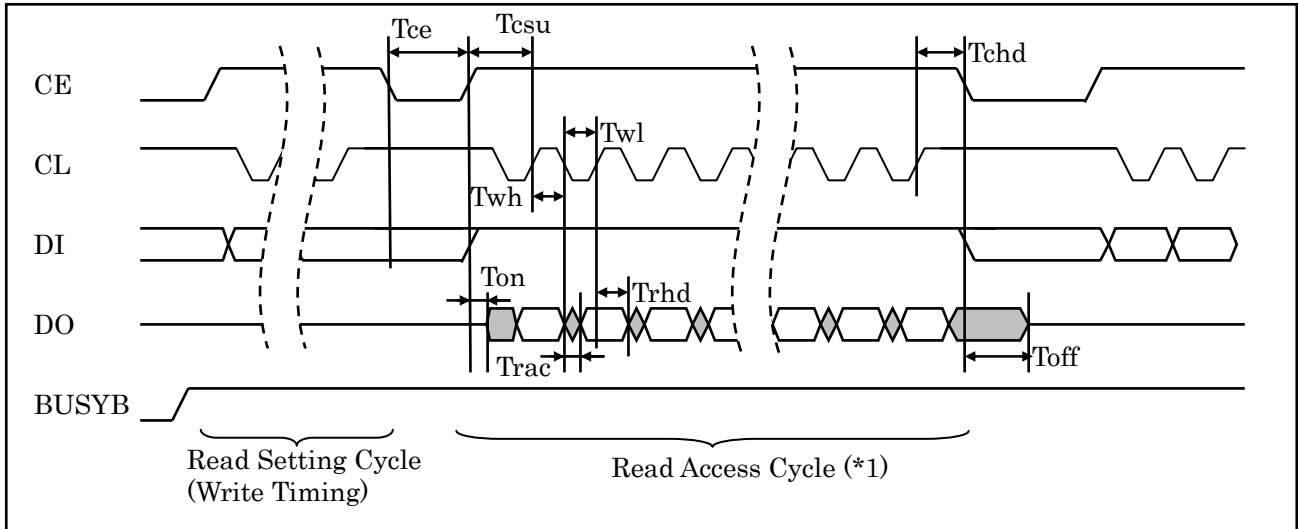 Tce Tcsu Tchd
CE
Twl
CL
Twh
DI
Ton
Trhd
DO
Trac Toff
BUSYB
Read Setting Cycle
(Write Timing)
Read Access Cycle (*1)